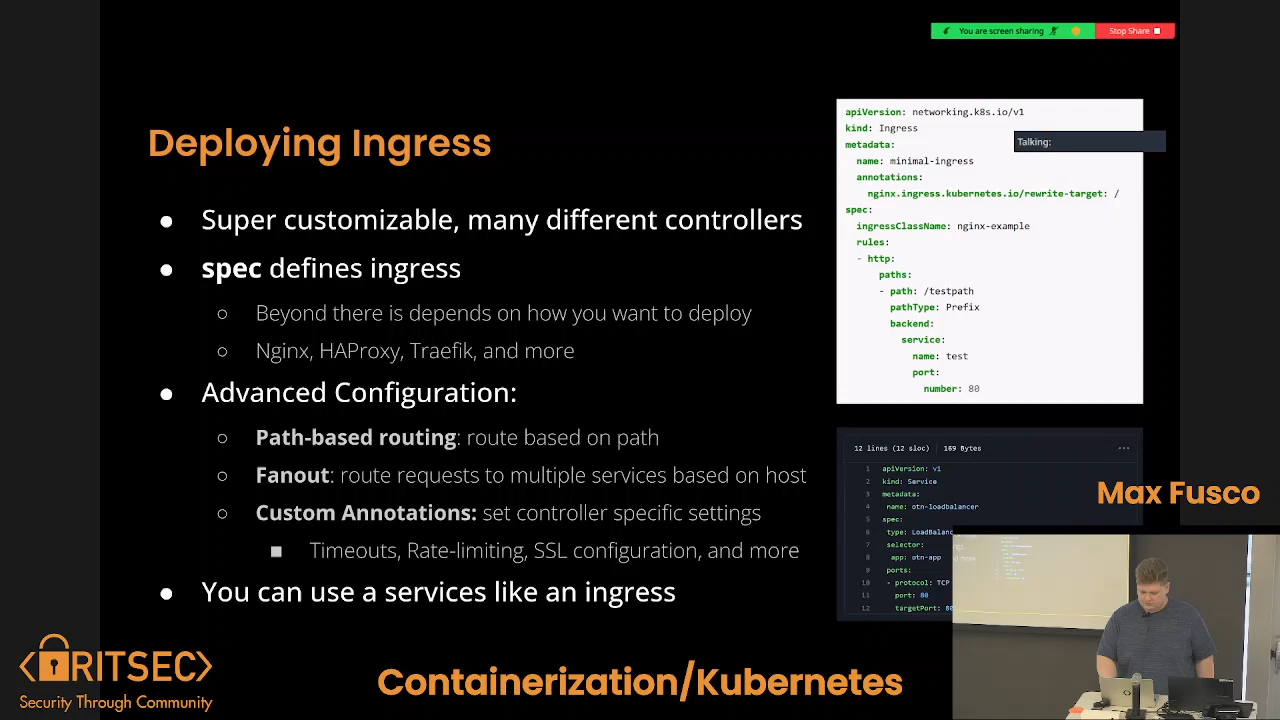 You are screen sharing
Stop Share
Deploying Ingress
● Super customizable, many different controllers
● spec defines ingress
○ Beyond there is depends on how you want to deploy
○ Nginx, HAProxy, Traefik, and more
● Advanced Configuration:
○ Path-based routing: route based on path
○ Fanout: route requests to multiple services based on host
○ Custom Annotations: set controller specific settings
■ Timeouts, Rate-limiting, SSL configuration, and more
● You can use a services like an ingress
apiVersion: networking.k8s.io/v1
kind: Ingress
metadata:
name: minimal-ingress
annotations:
nginx.ingress.kubernetes.io/rewrite-target: /
spec:
ingressClassName: nginx-example
rules:
- http:
paths:
- path: /testpath
pathType: Prefix
backend:
service:
name: test
port:
number: 80
Talking:
12 lines (12 sloc) | 169 Bytes
1 apiVersion: v1
2 kind: Service
3 metadata:
4 name: otn-loadbalancer
5 spec:
6 type: LoadBalanc
7 selector:
8 app: otn-app
9 ports:
10 - protocol: TCP
11 port: 80
12 targetPort: 80
Max Fusco
RITSEC
Security Through Community
Containerization/Kubernetes